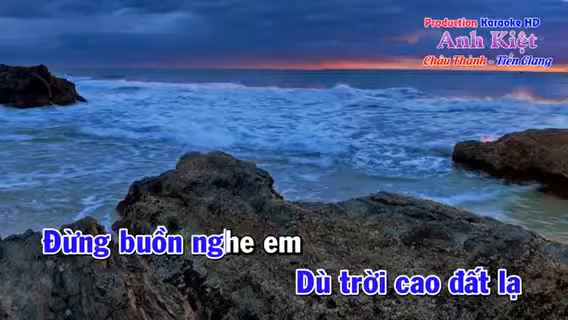 Production Karaoke HD
Anh Kiệt
Châu Thành - Tiền Giang
Đừng buồn nghe em
Dù trời cao đất lạ